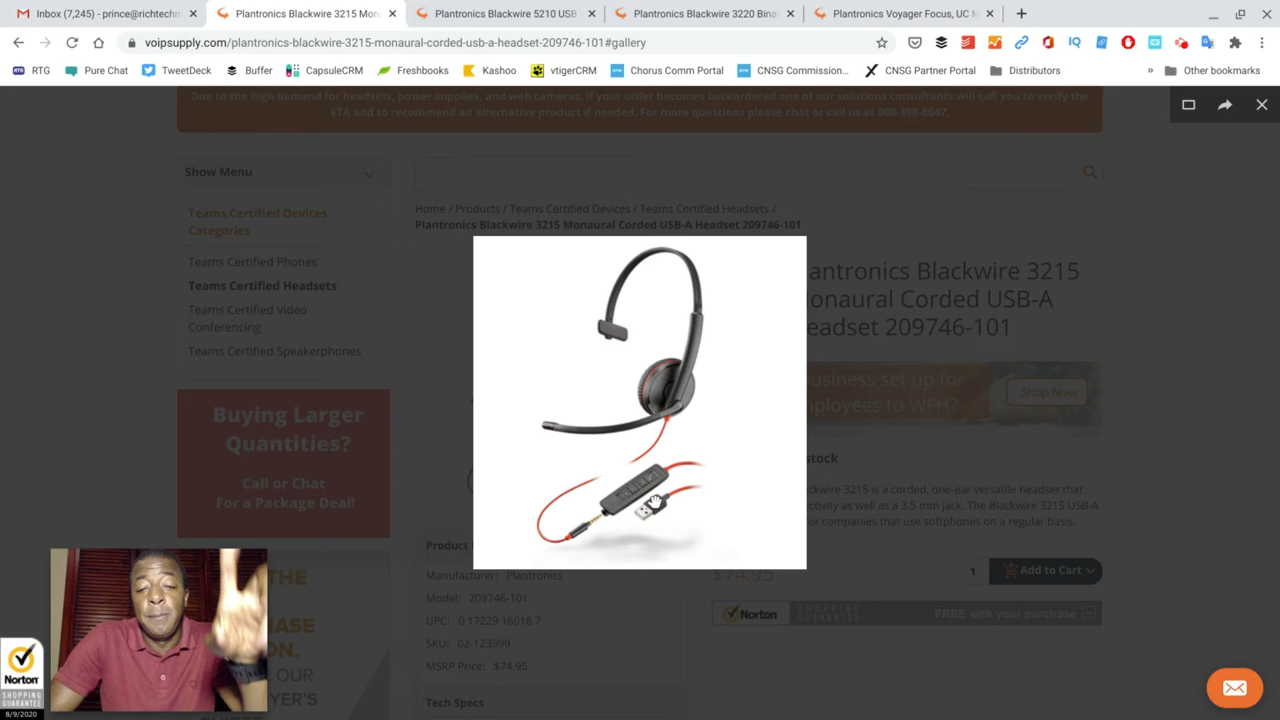 Inbox (7,245) - prince@richtechn
Plantronics Blackwire 3215 Mon
Plantronics Blackwire 5210 USB
Plantronics Blackwire 3220 Bina
Plantronics Voyager Focus, UC M
voipsupply.com/plantronics-blackwire-3215-monaural-corded-usb-a-headset-209746-101#gallery
RTG
Pure Chat
TweetDeck
Buffer
CapsuleCRM
Freshbooks
Kashoo
vtigerCRM
Chorus Comm Portal
CNSG Commission...
CNSG Partner Portal
Distributors
»
Other bookmarks
Due to the high demand for headsets, power supplies, and web cameras, if your order becomes backordered one of our solutions consultants will call you to verify the
ETA and to recommend an alternative product if needed. For more questions please chat or call us at 800-398-8647.
Show Menu
Home / Products / Teams Certified Devices / Teams Certified Headsets /
Plantronics Blackwire 3215 Monaural Corded USB-A Headset 209746-101
Teams Certified Devices
Categories
Teams Certified Phones
Teams Certified Headsets
Teams Certified Video
Conferencing
Teams Certified Speakerphones
lantronics Blackwire 3215
onaural Corded USB-A
eadset 209746-101
usiness set up for
ployees to WFH?
Shop Now
Buying Larger
Quantities?
Call or Chat
For a Package Deal!
stock
ckwire 3215 is a corded, one-ear versatile headset that
ctivity as well as a 3.5 mm jack. The Blackwire 3215 USB-A
or companies that use softphones on a regular basis.
Product
Manufacturer: Plantronics
Model: 209746-101
UPC: 0 17229 16018 7
SKU: 02-123999
MSRP Price: $74.95
Tech Specs
$74.95
1
Add to Cart
Norton
SHOPPING
GUARANTEE
FREE with your purchase
THE
ASE
ON.
OUR
YER'S
Norton
SHOPPING
GUARANTEE
8/9/2020